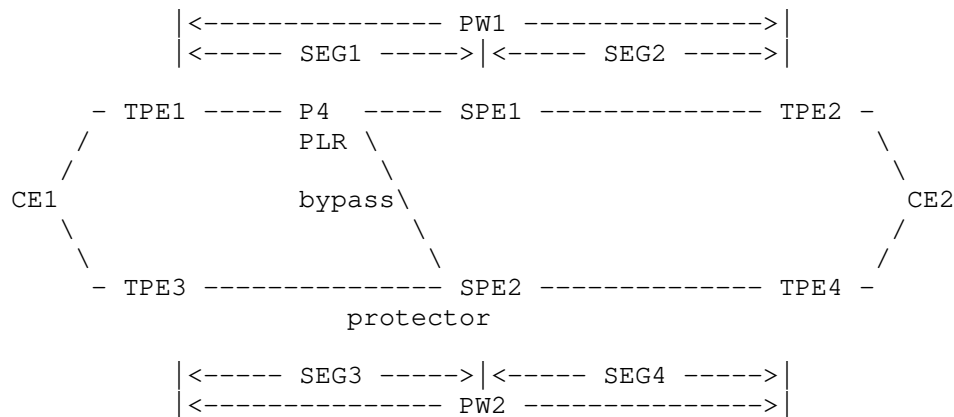 |<--------------- PW1 --------------->|
|<----- SEG1 ----->|<----- SEG2 ----->|
- TPE1 ----- P4 ----- SPE1 -------------- TPE2 -
PLR
CE1 bypass CE2
- TPE3 --------------- SPE2 -------------- TPE4 -
protector
|<----- SEG3 ----->|<----- SEG4 ----->|
|<--------------- PW2 --------------->|